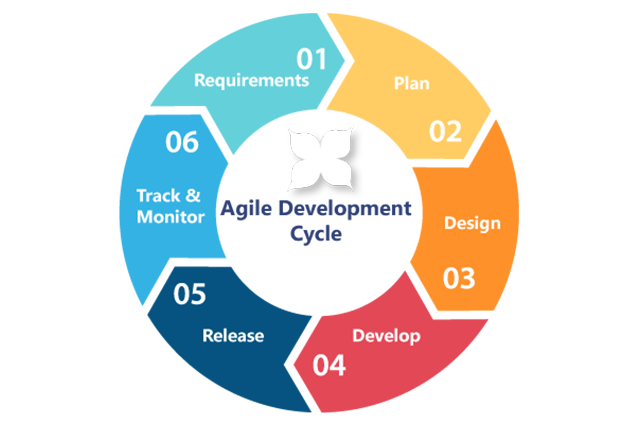 01
Requirements
Plan
02
Design
03
Develop
04
Release
05
Track &
Monitor
06
Agile Development
Cycle